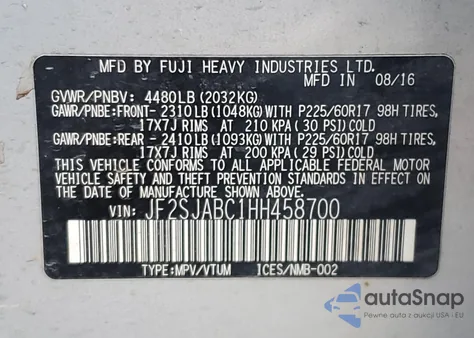 MFD BY FUJI HEAVY INDUSTRIES LTD.
IN 08/16
GVWR/PNBV: 4480LB (2032KG)
GAWR/PNBE:FRONT- 2310LB (1048KG)WITH P225/60R17 98H TIRES,
17X7J RIMS AT 210 KPA (30 PSI)COLD
GAWR/PNBE:REAR - 2410LB (1093KG)WITH P225/60R17 98H TIRES,
17X7J RIMS AT 200 KPA (29 PSI)COLD
THIS VEHICLE CONFORMS TO ALL APPLICABLE FEDERAL MOTOR
VEHICLE SAFETY, BUMPER, AND THEFT PREVENTION STANDARDS IN
EFFECT ON THE DATE OF MANUFACTURE SHOWN ABOVE.
VIN: JF2SJABC1HH458700
TYPE:MPV/VTUM ICES/NMB-002
autoSnap
Pewne auta z aukcji USA - EU